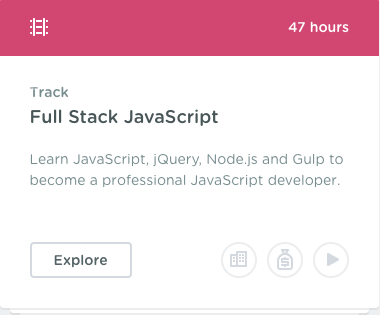 47 hours
Track
Full Stack JavaScript
Learn JavaScript, jQuery, Node.js and Gulp to
become a professional JavaScript developer.
Explore